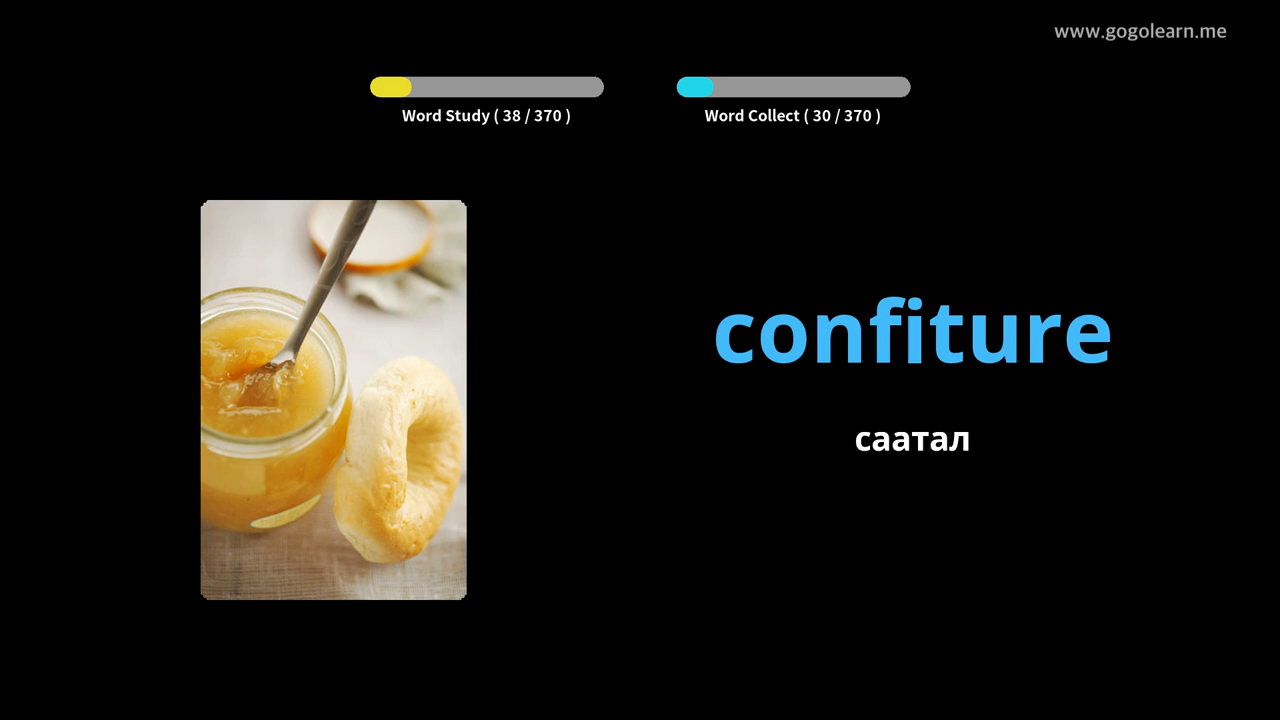 www.gogolearn.me
Word Study ( 38 / 370 )
Word Collect ( 30 / 370 )
confiture
саатал